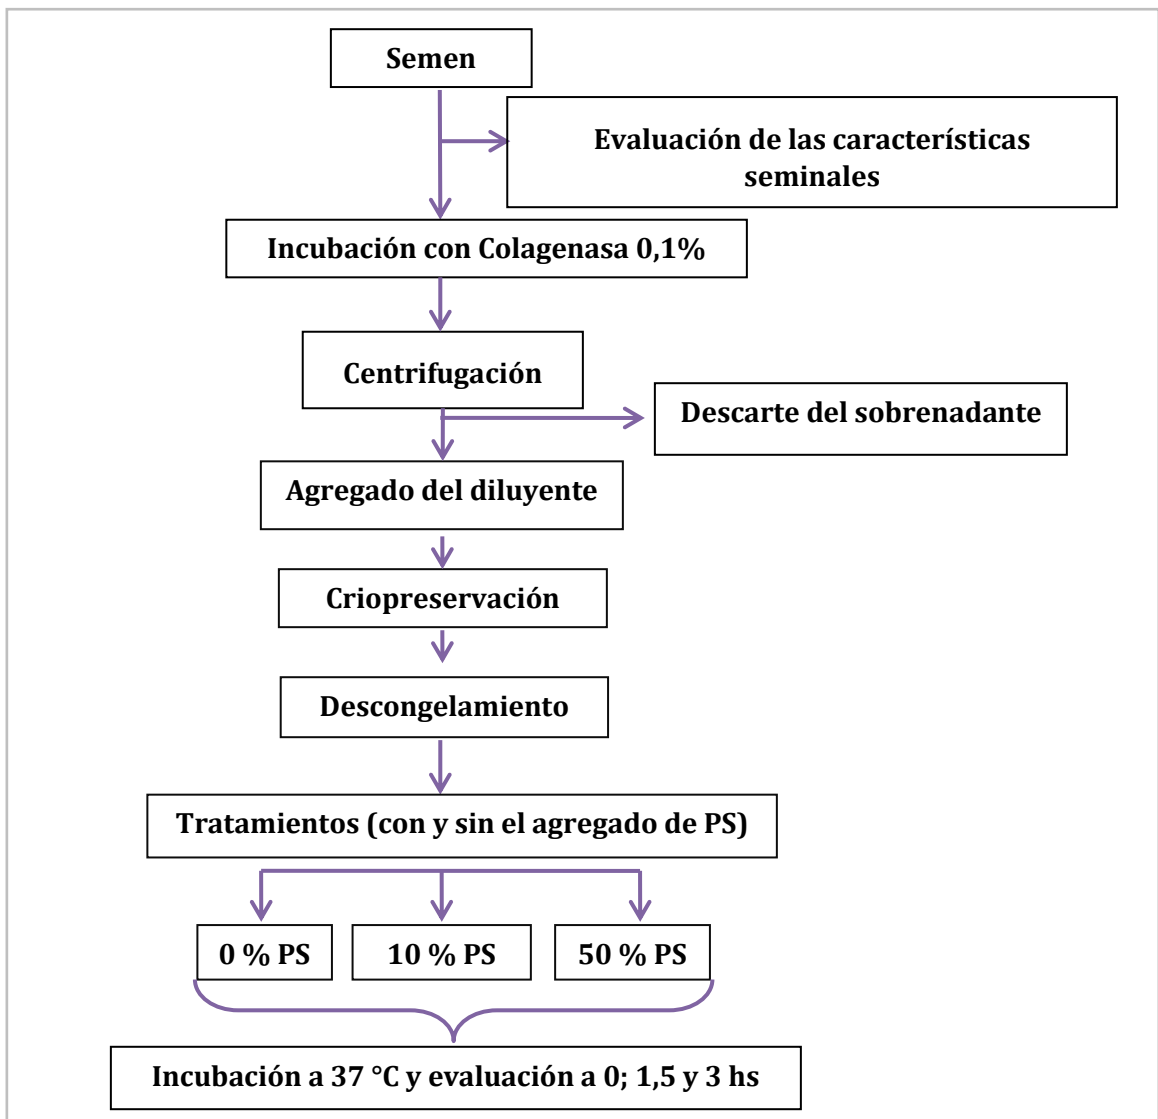 Semen
Evaluación de las características
seminales
Incubación con Colagenasa 0,1%
Centrifugación
Descarte del sobrenadante
Agregado del diluyente
Criopreservación
Descongelamiento
Tratamientos (con y sin el agregado de PS)
0 % PS
10 % PS
50 % PS
Incubación a 37 °C y evaluación a 0; 1,5 y 3 hs